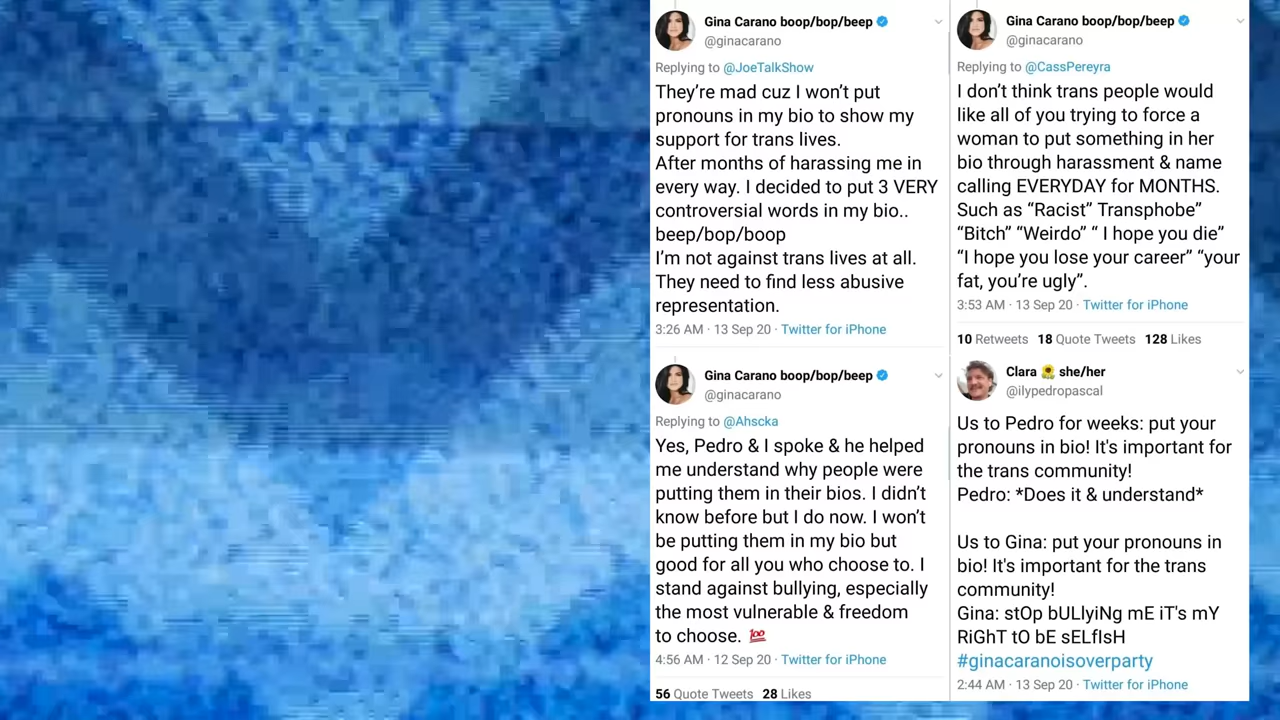 Gina Carano boop/bop/beep
@ginacarano
Replying to @JoeTalkShow
They're mad cuz I won't put
pronouns in my bio to show my
support for trans lives.
After months of harassing me in
every way. I decided to put 3 VERY
controversial words in my bio..
beep/bop/boop
I'm not against trans lives at all.
They need to find less abusive
representation.
3:26 AM · 13 Sep 20 · Twitter for iPhone
Gina Carano boop/bop/beep
@ginacarano
Replying to @Ahscka
Yes, Pedro & I spoke & he helped
me understand why people were
putting them in their bios. I didn't
know before but I do now. I won't
be putting them in my bio but
good for all you who choose to. I
stand against bullying, especially
the most vulnerable & freedom
to choose. 💯
4:56 AM · 12 Sep 20 · Twitter for iPhone
56 Quote Tweets 28 Likes
Gina Carano boop/bop/beep
@ginacarano
Replying to @CassPereyra
I don't think trans people would
like all of you trying to force a
woman to put something in her
bio through harassment & name
calling EVERYDAY for MONTHS.
Such as “Racist” Transphobe”
“Bitch” “Weirdo” “ I hope you die”
“I hope you lose your career” “your
fat, you're ugly”.
3:53 AM · 13 Sep 20 · Twitter for iPhone
10 Retweets 18 Quote Tweets 128 Likes
Clara 🌻 she/her
@ilypedropascal
Us to Pedro for weeks: put your
pronouns in bio! It's important for
the trans community!
Pedro: *Does it & understand*
Us to Gina: put your pronouns in
bio! It's important for the trans
community!
Gina: stOp bULlyiNg mE iT's mY
RiGhT tO bE sELfIsH
#ginacaranoisoverparty
2:44 AM · 13 Sep 20 · Twitter for iPhone